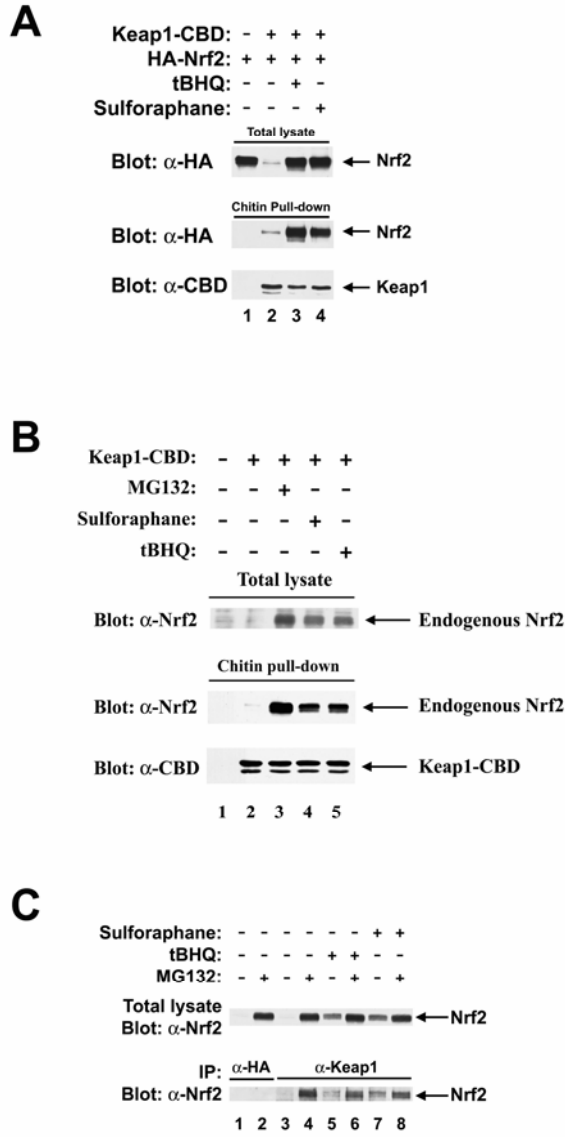 A
Keap1-CBD: - + + +
HA-Nrf2: + + + +
tBHQ: - - + -
Sulforaphane: - - - +
Total lysate
Blot: α-HA Nrf2
Chitin Pull-down
Blot: α-HA Nrf2
Blot: α-CBD Keap1
1 2 3 4
B
Keap1-CBD: - + + + +
MG132: - - + - -
Sulforaphane: - - - + -
tBHQ: - - - - +
Total lysate
Blot: α-Nrf2 Endogenous Nrf2
Chitin pull-down
Blot: α-Nrf2 Endogenous Nrf2
Blot: α-CBD Keap1-CBD
1 2 3 4 5
C
Sulforaphane: - - - - - - + +
tBHQ: - - - - + + - -
MG132: - + - + - + - +
Total lysate
Blot: α-Nrf2 Nrf2
IP: α-HA α-Keap1
Blot: α-Nrf2 Nrf2
1 2 3 4 5 6 7 8